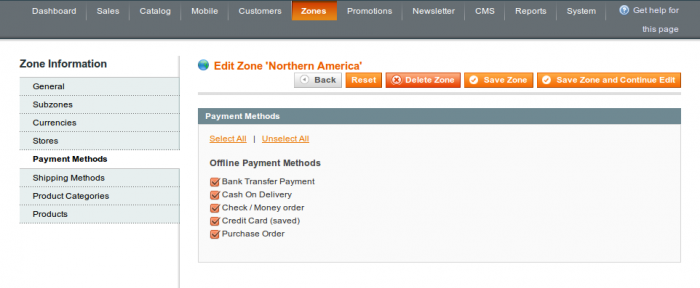 Dashboard Sales Catalog Mobile Customers Zones Promotions Newsletter CMS Reports System Get help for this page
Zone Information
General
Subzones
Currencies
Stores
Payment Methods
Shipping Methods
Product Categories
Products
Edit Zone 'Northern America'
Back Reset Delete Zone Save Zone Save Zone and Continue Edit
Payment Methods
Select All | Unselect All
Offline Payment Methods
Bank Transfer Payment
Cash On Delivery
Check / Money order
Credit Card (saved)
Purchase Order